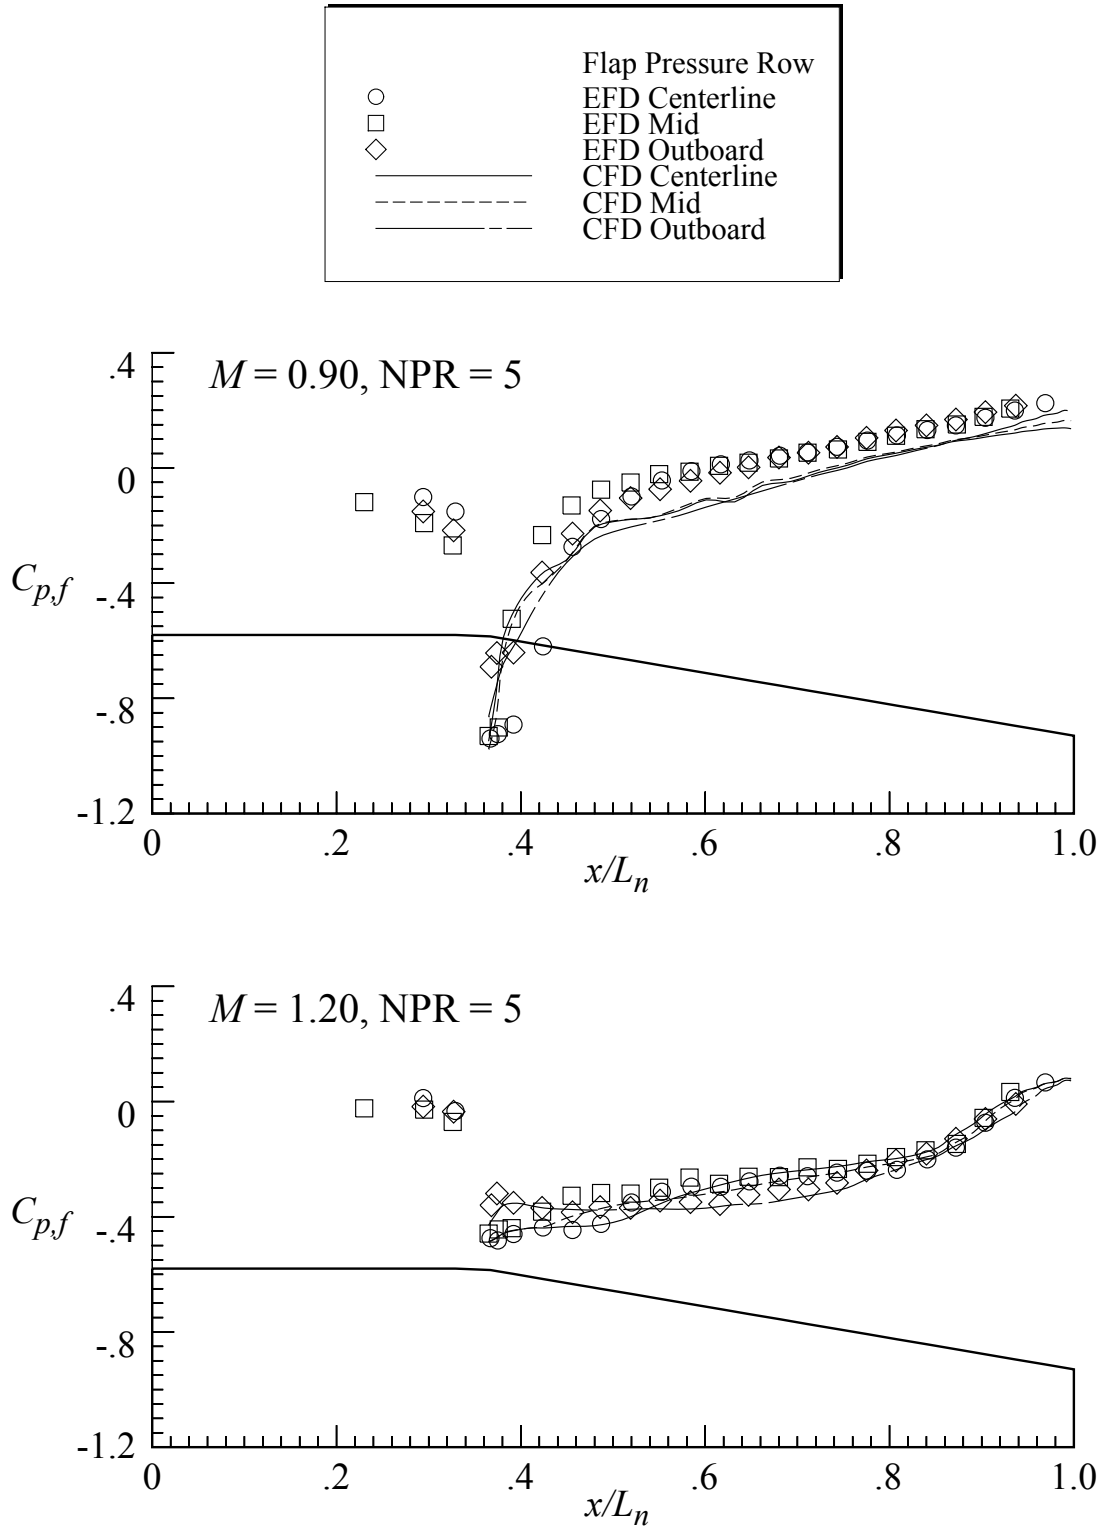 Flap Pressure Row
EFD Centerline
EFD Mid
EFD Outboard
CFD Centerline
CFD Mid
CFD Outboard
.4
M = 0.90, NPR = 5
0
C_{p,f}
-.4
-.8
-1.2
0 .2 .4 .6 .8 1.0
x/L_n
.4
M = 1.20, NPR = 5
0
C_{p,f}
-.4
-.8
-1.2
0 .2 .4 .6 .8 1.0
x/L_n